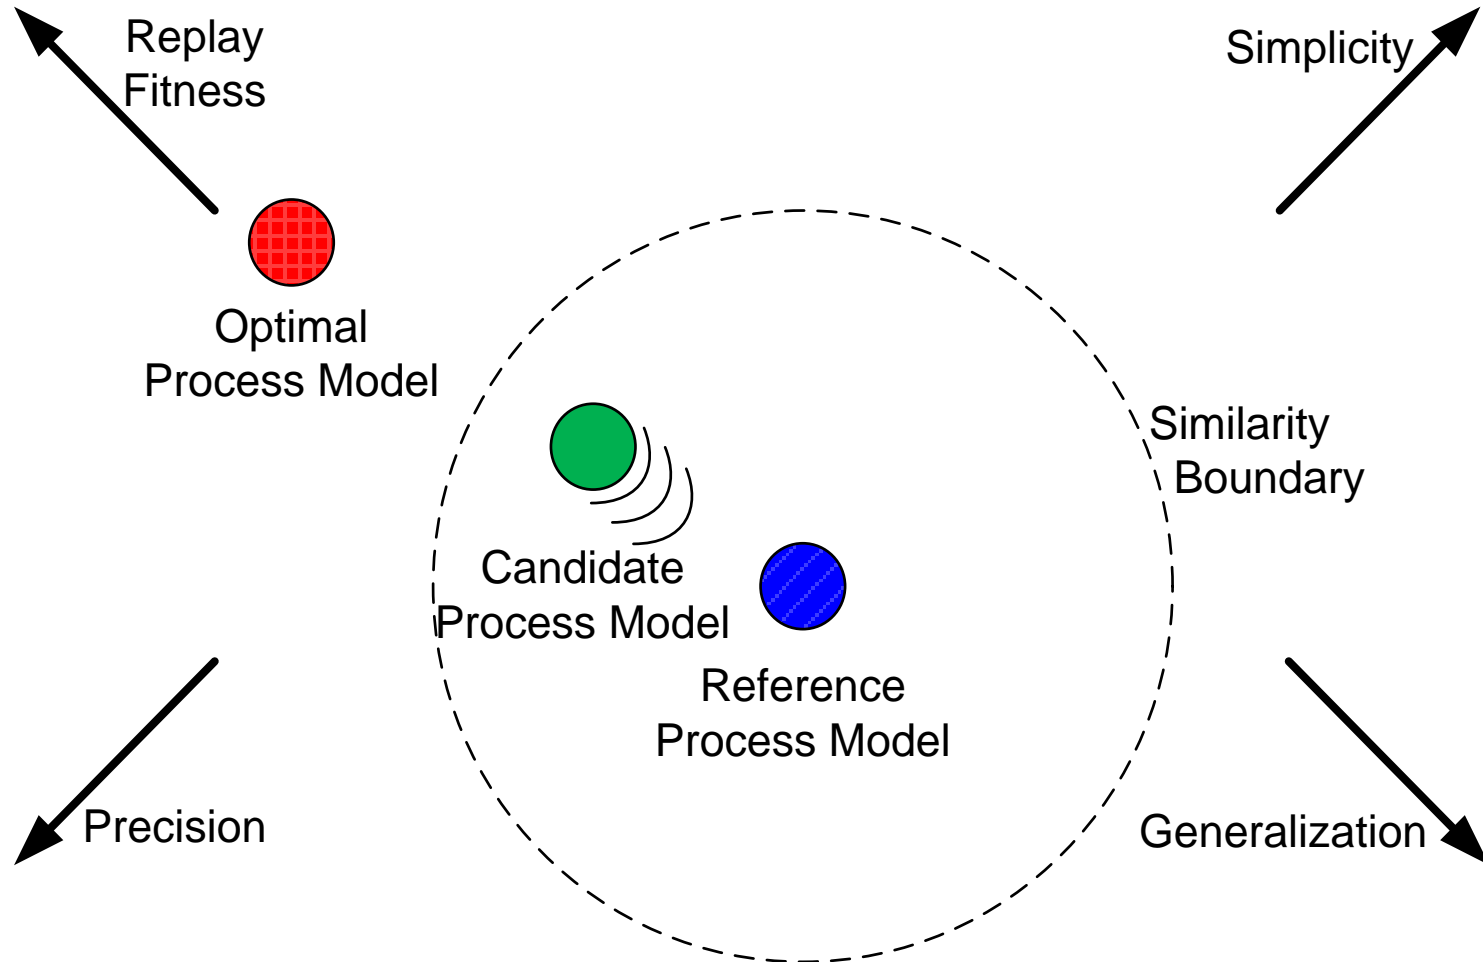 Replay
Fitness
Simplicity
Optimal
Process Model
Similarity
Boundary
Candidate
Process Model
Reference
Process Model
Precision
Generalization